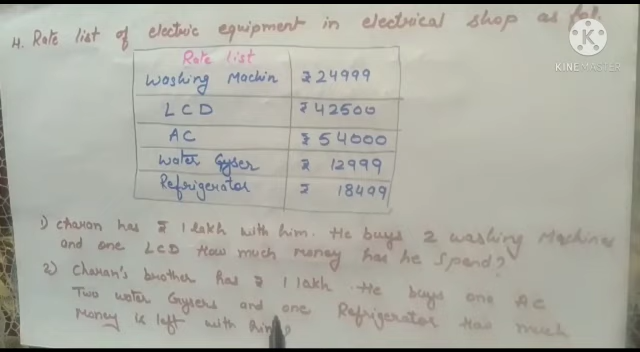 4. Rate list of electric equipment in electrical shop as fol
KINEMASTER
Rate list
Washing Machin ₹ 24999
LCD ₹ 42500
AC ₹ 54000
Water Gyser ₹ 12999
Refrigerator ₹ 18499
1) Charan has ₹ 1 lakh with him. He buys 2 washing Machines
and one LCD How much money has he spend?
2) Charan's brother has ₹ 1 lakh. He buys one AC
Two water Gysers and one Refrigerator How much
Money is left with him?